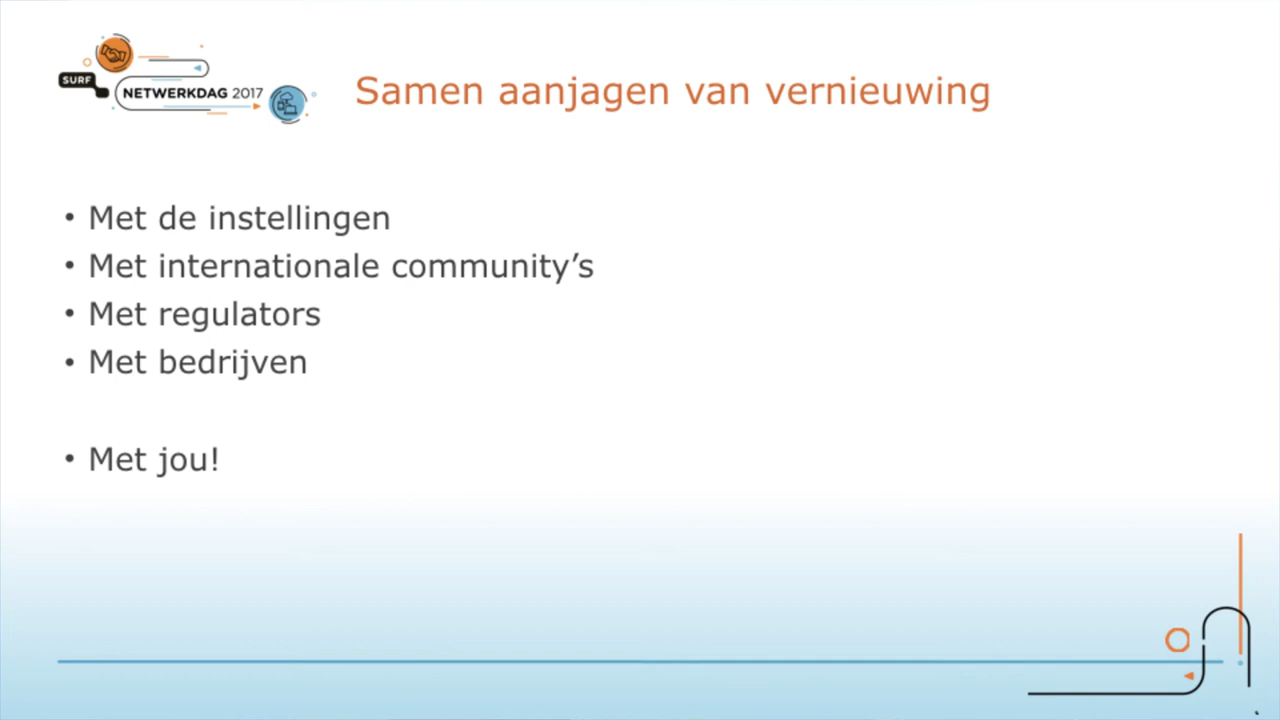 SURF
NETWERKDAG 2017
Samen aanjagen van vernieuwing
• Met de instellingen
• Met internationale community’s
• Met regulators
• Met bedrijven
• Met jou!